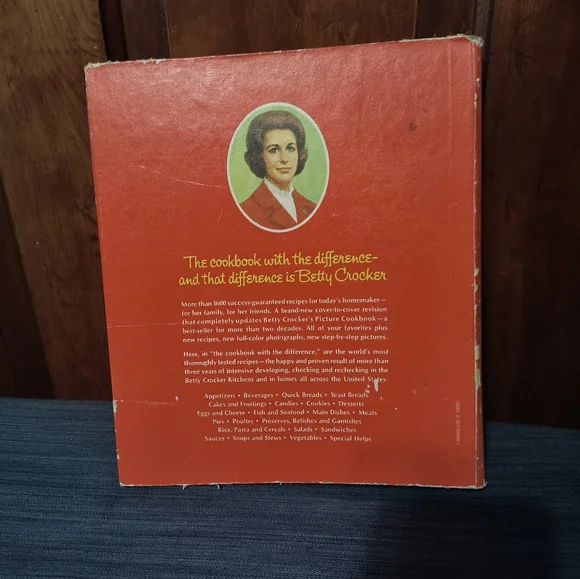 The cookbook with the difference-
and that difference is Betty Crocker
More than 1600 success-guaranteed recipes for today's homemaker—
for her family, for her friends. A brand-new cover-to-cover revision
that completely updates Betty Crocker's Picture Cookbook—a
best-seller for more than two decades. All of your favorites plus
new recipes, new full-color photographs, new step-by-step pictures.
Here, in "the cookbook with the difference," are the world's most
thoroughly tested recipes—the happy and proven result of more than
three years of intensive developing, checking and rechecking in the
Betty Crocker Kitchens and in homes all across the United States.
Appetizers • Beverages • Quick Breads • Yeast Breads
Cakes and Frostings • Candies • Cookies • Desserts
Eggs and Cheese • Fish and Seafood • Main Dishes • Meats
Pies • Poultry • Preserves, Relishes and Garnishes
Rice, Pasta and Cereals • Salads • Sandwiches
Sauces • Soups and Stews • Vegetables • Special Helps